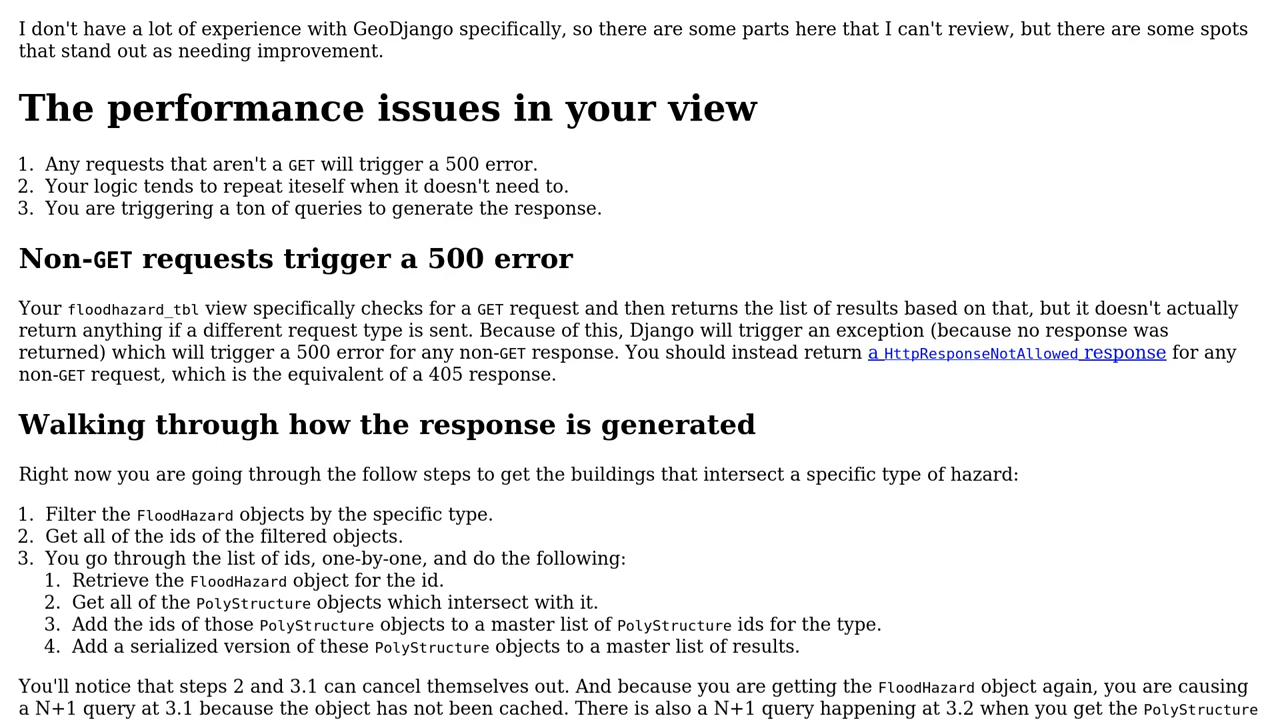 I don't have a lot of experience with GeoDjango specifically, so there are some parts here that I can't review, but there are some spots
that stand out as needing improvement.
The performance issues in your view
1. Any requests that aren't a GET will trigger a 500 error.
2. Your logic tends to repeat iteself when it doesn't need to.
3. You are triggering a ton of queries to generate the response.
Non-GET requests trigger a 500 error
Your floodhazard_tbl view specifically checks for a GET request and then returns the list of results based on that, but it doesn't actually
return anything if a different request type is sent. Because of this, Django will trigger an exception (because no response was
returned) which will trigger a 500 error for any non-GET response. You should instead return a HttpResponseNotAllowed response for any
non-GET request, which is the equivalent of a 405 response.
Walking through how the response is generated
Right now you are going through the follow steps to get the buildings that intersect a specific type of hazard:
1. Filter the FloodHazard objects by the specific type.
2. Get all of the ids of the filtered objects.
3. You go through the list of ids, one-by-one, and do the following:
1. Retrieve the FloodHazard object for the id.
2. Get all of the PolyStructure objects which intersect with it.
3. Add the ids of those PolyStructure objects to a master list of PolyStructure ids for the type.
4. Add a serialized version of these PolyStructure objects to a master list of results.
You'll notice that steps 2 and 3.1 can cancel themselves out. And because you are getting the FloodHazard object again, you are causing
a N+1 query at 3.1 because the object has not been cached. There is also a N+1 query happening at 3.2 when you get the PolyStructure